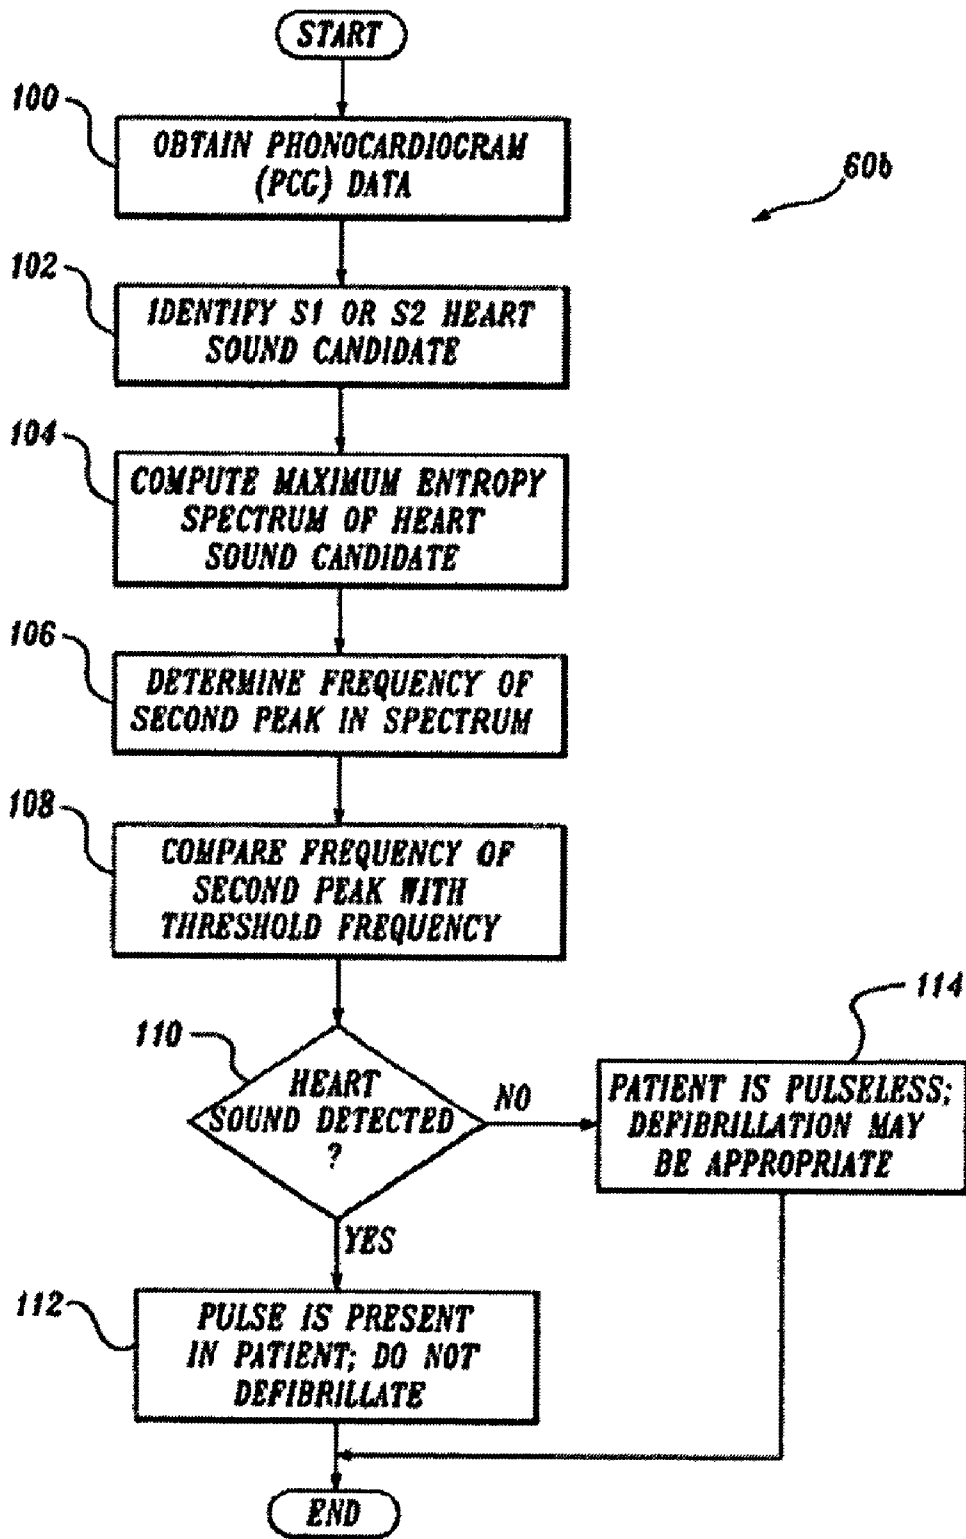 START
100
OBTAIN PHONOCARDIOCRAM
(PCG) DATA
60b
102
IDENTIFY S1 OR S2 HEART
SOUND CANDIDATE
104
COMPUTE MAXIMUM ENTROPY
SPECTRUM OF HEART
SOUND CANDIDATE
106
DETERMINE FREQUENCY OF
SECOND PEAK IN SPECTRUM
108
COMPARE FREQUENCY OF
SECOND PEAK WITH
THRESHOLD FREQUENCY
110
HEART
SOUND DETECTED
?
NO
114
PATIENT IS PULSELESS;
DEFIBRILLATION MAY
BE APPROPRIATE
YES
112
PULSE IS PRESENT
IN PATIENT; DO NOT
DEFIBRILLATE
END